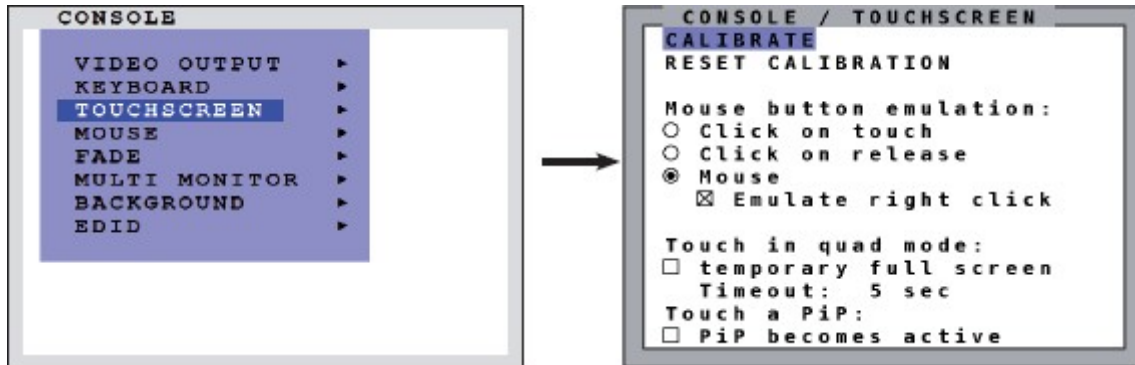 CONSOLE
VIDEO OUTPUT
KEYBOARD
TOUCHSCREEN
MOUSE
FADE
MULTI MONITOR
BACKGROUND
EDID
CONSOLE / TOUCHSCREEN
CALIBRATE
RESET CALIBRATION
Mouse button emulation:
Click on touch
Click on release
Mouse
Emulate right click
Touch in quad mode:
temporary full screen
Timeout: 5 sec
Touch a PiP:
PiP becomes active